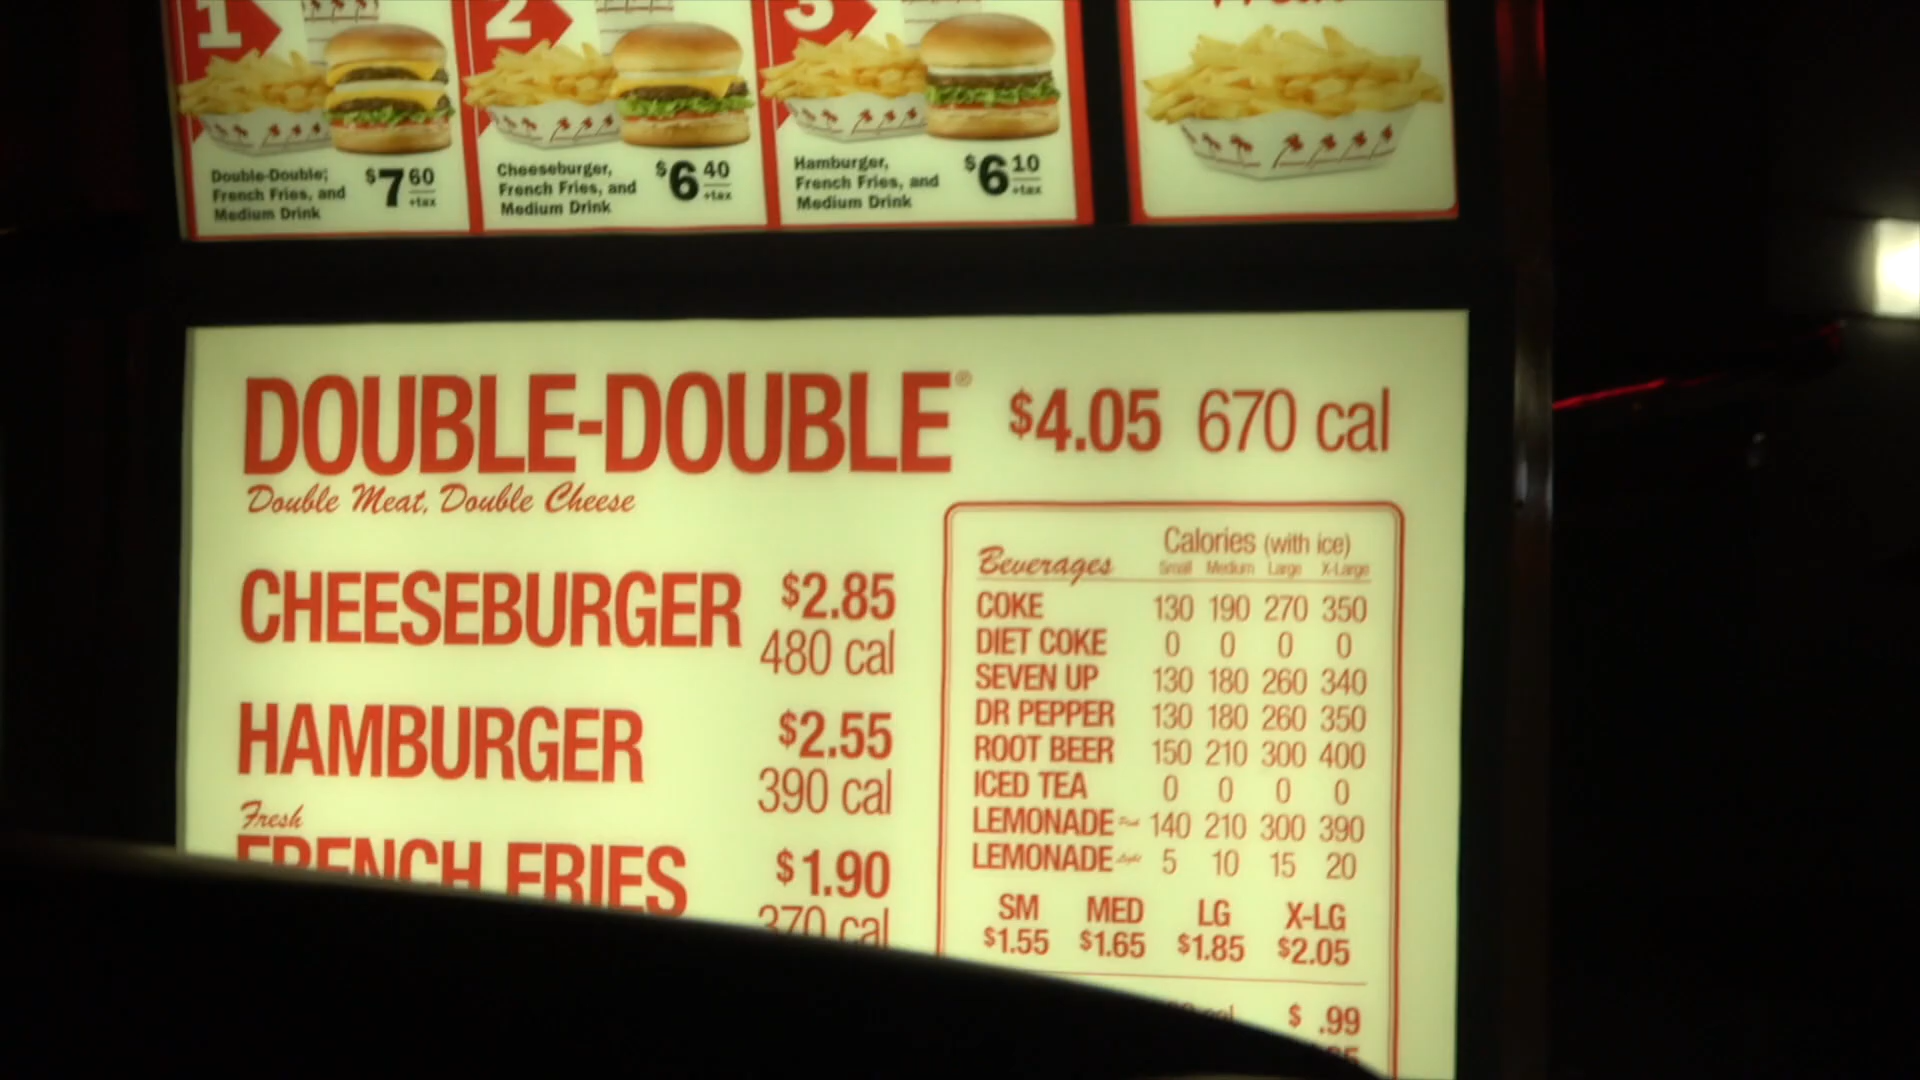 1
2
3
Double-Double,
French Fries, and
Medium Drink
$7 60
+tax
Cheeseburger,
French Fries, and
Medium Drink
$6 40
+tax
Hamburger,
French Fries, and
Medium Drink
$6 10
+tax
DOUBLE-DOUBLE® $4.05 670 cal
Double Meat, Double Cheese
CHEESEBURGER $2.85
480 cal
HAMBURGER $2.55
390 cal
Fresh
FRENCH FRIES $1.90
370 cal
Calories (with ice)
Beverages Small Medium Large X-Large
COKE 130 190 270 350
DIET COKE 0 0 0 0
SEVEN UP 130 180 260 340
DR PEPPER 130 180 260 350
ROOT BEER 150 210 300 400
ICED TEA 0 0 0 0
LEMONADE 140 210 300 390
LEMONADE Light 5 10 15 20
SM MED LG X-LG
$1.55 $1.65 $1.85 $2.05
cal $ .99